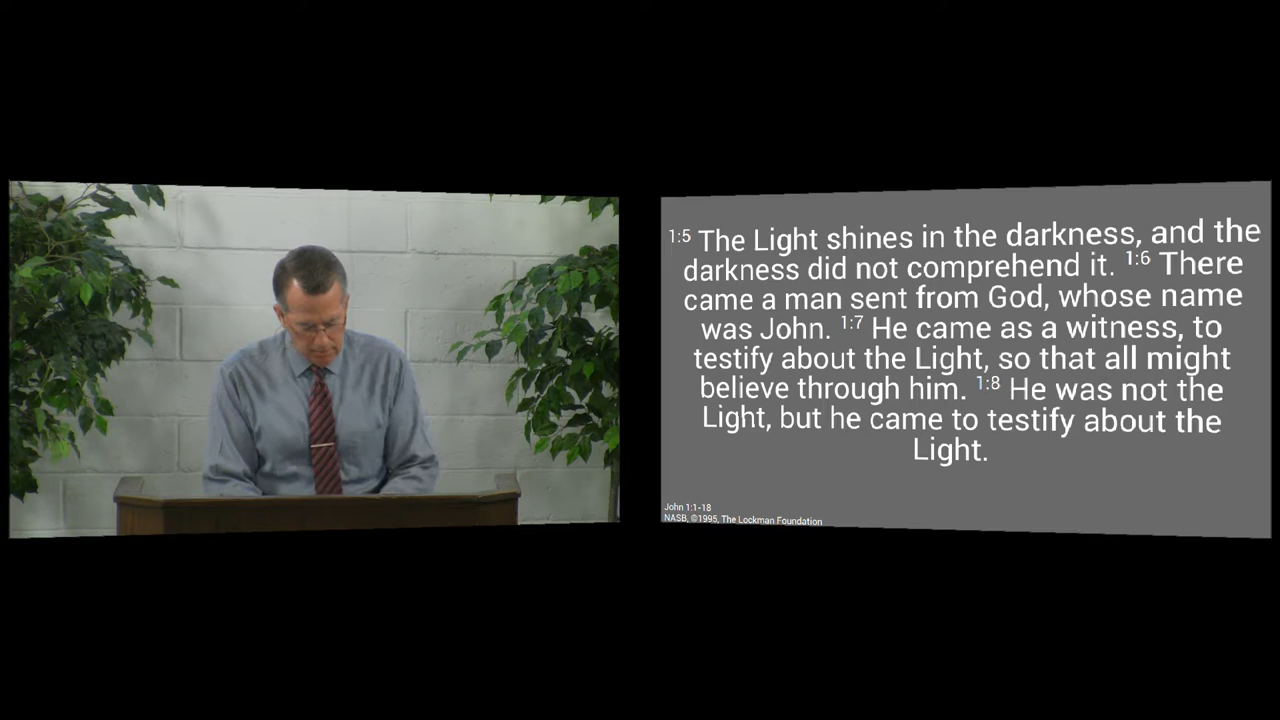 1:5 The Light shines in the darkness, and the
darkness did not comprehend it. 1:6 There
came a man sent from God, whose name
was John. 1:7 He came as a witness, to
testify about the Light, so that all might
believe through him. 1:8 He was not the
Light, but he came to testify about the
Light.
John 1:1-18
NASB, ©1995, The Lockman Foundation